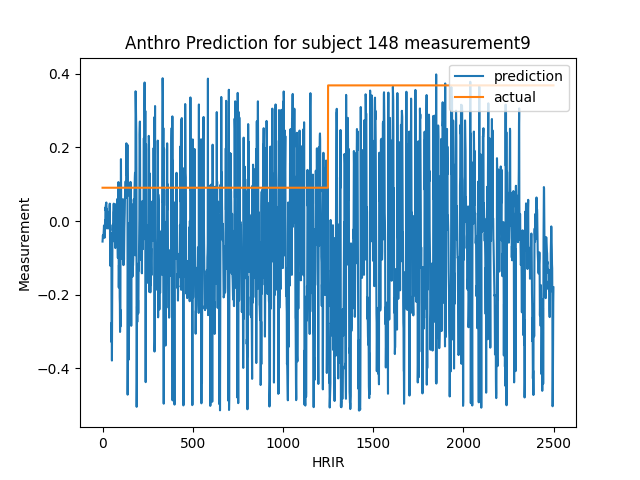 Anthro Prediction for subject 148 measurement9
prediction
actual
0.4
0.2
0.0
−0.2
−0.4
Measurement
0
500
1000
1500
2000
2500
HRIR